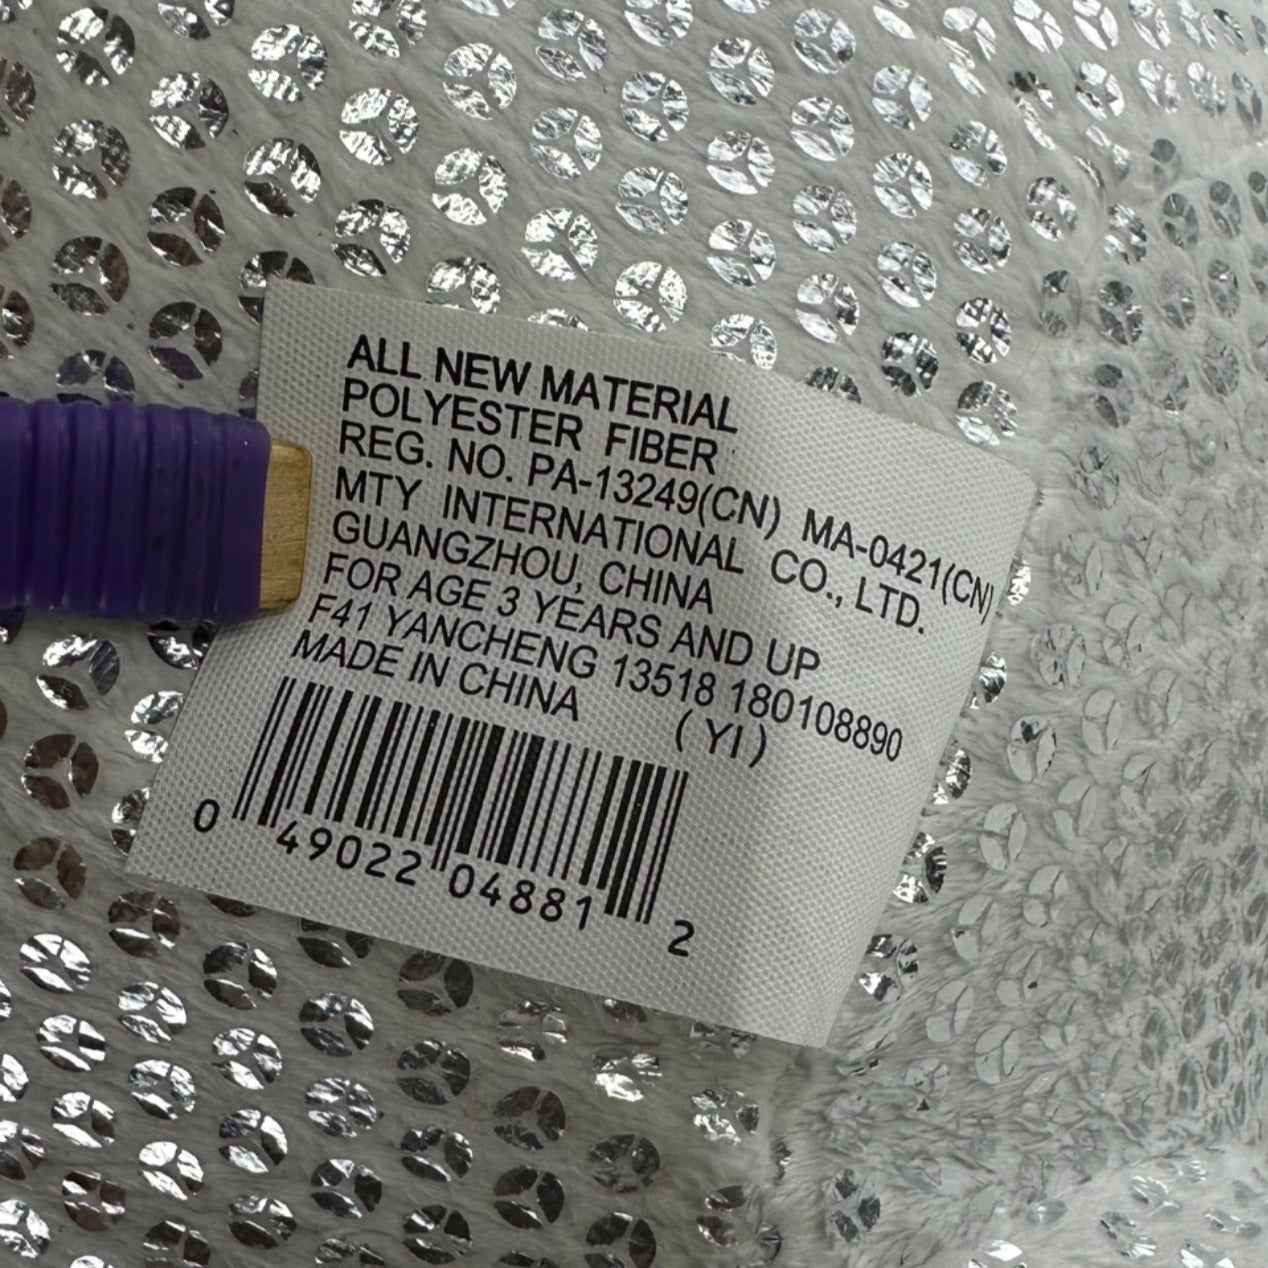 ALL NEW MATERIAL
POLYESTER FIBER
REG. NO. PA-13249(CN) MA-0421(CN)
MTY INTERNATIONAL CO., LTD.
GUANGZHOU, CHINA
FOR AGE 3 YEARS AND UP
F41 YANCHENG 13518 180108890
MADE IN CHINA (YI)
0 49022 04881 2